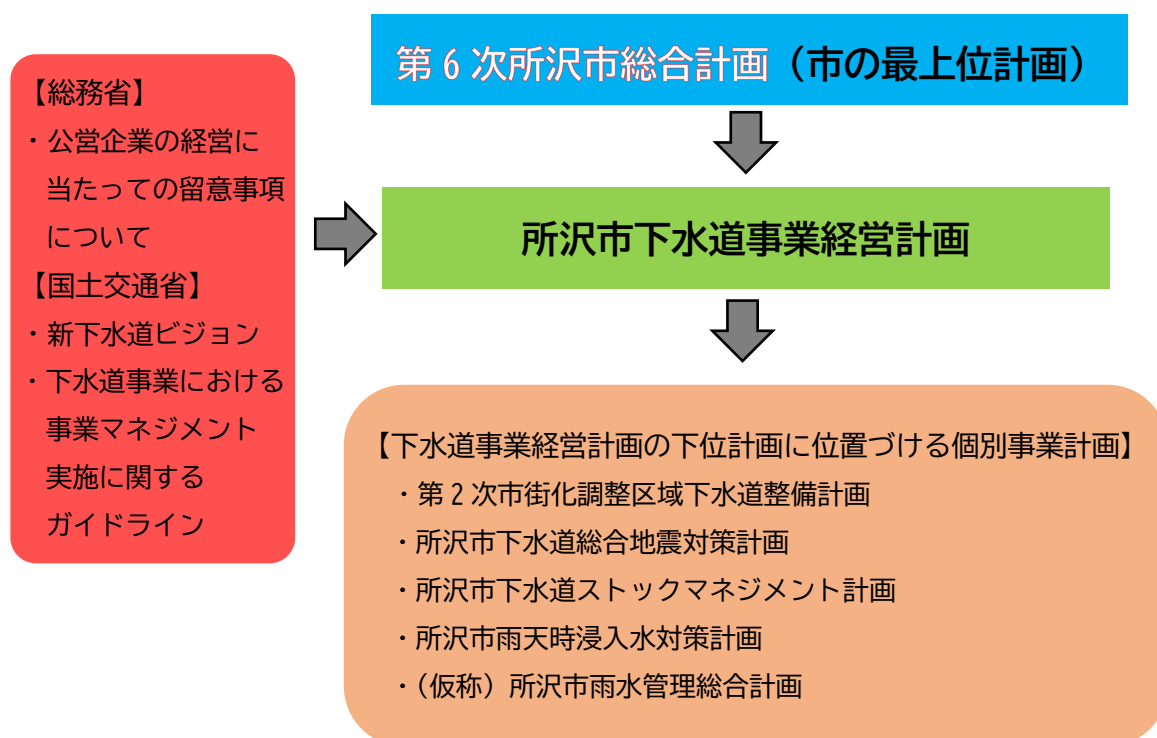 第6次所沢市総合計画(市の最上位計画)
【総務省】
・公営企業の経営に
当たっての留意事項
について
【国土交通省】
・新下水道ビジョン
・下水道事業における
事業マネジメント
実施に関する
ガイドライン
所沢市下水道事業経営計画
【下水道事業経営計画の下位計画に位置づける個別事業計画】
・第2次市街化調整区域下水道整備計画
・所沢市下水道総合地震対策計画
・所沢市下水道ストックマネジメント計画
・所沢市雨天時浸入水対策計画
・(仮称)所沢市雨水管理総合計画